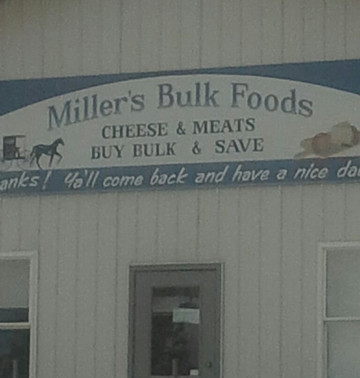 Miller's Bulk Foods
CHEESE & MEATS
BUY BULK & SAVE
anks! Ya'll come back and have a nice da